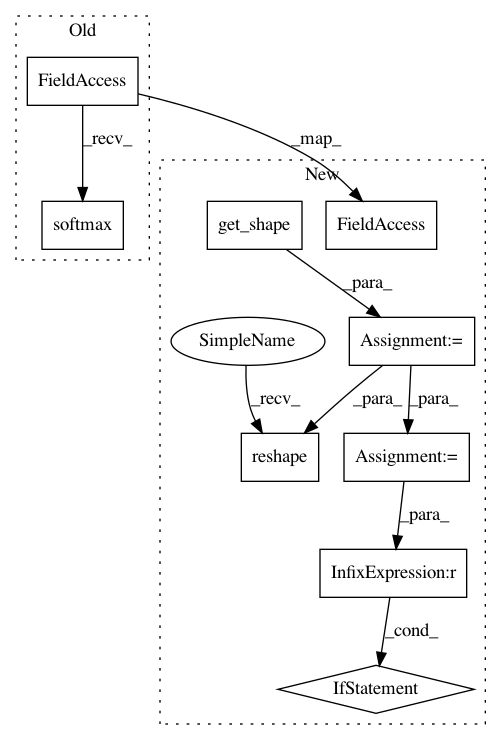 Old
FieldAccess
_recv_
_map_
softmax
New
get_shape
FieldAccess
_para_
SimpleName
Assignment:=
_recv_
_para_
_para_
reshape
Assignment:=
_para_
InfixExpression:r
_cond_
IfStatement